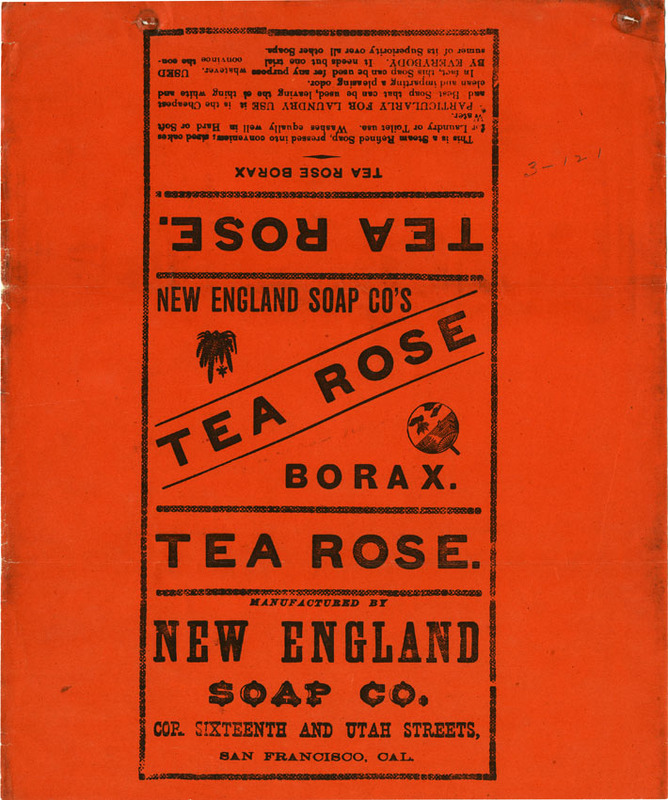 TEA ROSE.
TEA ROSE BORAX
This is a Steam Refined Soap, pressed into convenient sized cakes
for Laundry or Toilet use. Washes equally well in Hard or Soft
Water.
PARTICULARLY FOR LAUNDRY USE it is the Cheapest
and Best Soap that can be used, leaving the clothing white and
clean and imparting a pleasing odor.
In fact, this Soap can be used for any purpose whatever. USED
BY EVERYBODY. It needs but one trial convince the con-
sumer of its Superiority over all other Soaps.
3-121
NEW ENGLAND SOAP CO'S
TEA ROSE
BORAX.
TEA ROSE.
MANUFACTURED BY
NEW ENGLAND
SOAP CO.
COR. SIXTEENTH AND UTAH STREETS,
SAN FRANCISCO, CAL.